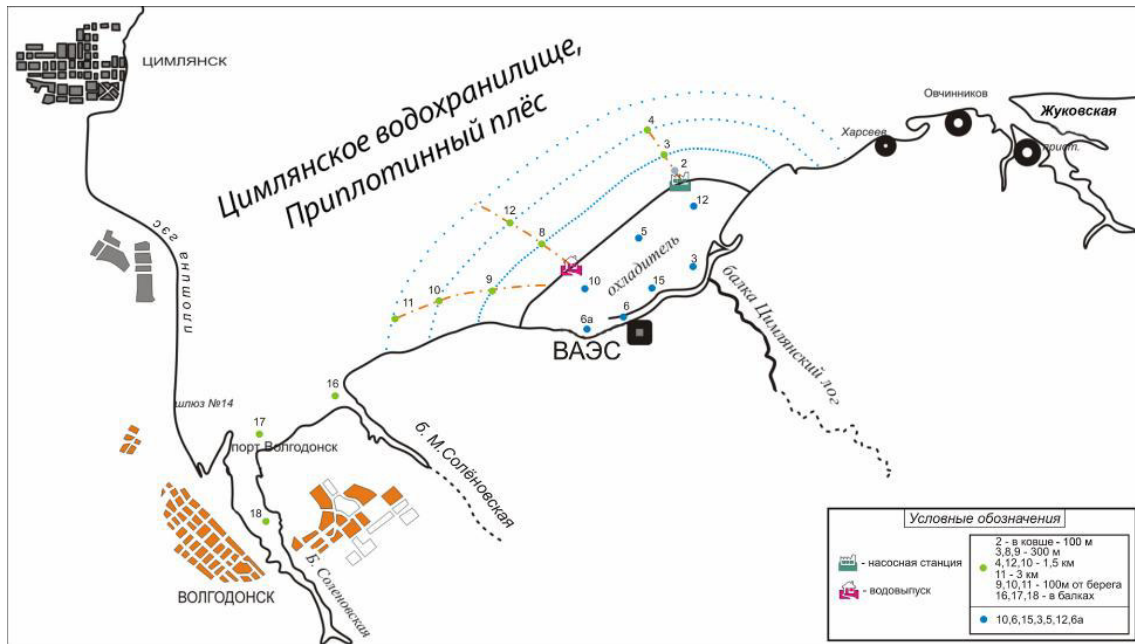 ЦИМЛЯНСК
Цимлянское водохранилище,
Приплотинный плёс
Овчинников
Жуковская
Харсеев
прист.
4
3
2
12
12
5
8
охладитель
3
9
10
10
15
11
6
6а
ВАЭС
балка Цимлянский лог
плотина
гэс
шлюз №14
16
17
порт Волгодонск
б. М.Солёновская
18
Б. Соленовская
ВОЛГОДОНСК
Условные обозначения
- насосная станция
- водовыпуск
2 - в ковше - 100 м
3,8,9 - 300 м
4,12,10 - 1,5 км
11 - 3 км
9,10,11 - 100м от берега
16,17,18 - в балках
10,6,15,3,5,12,6а